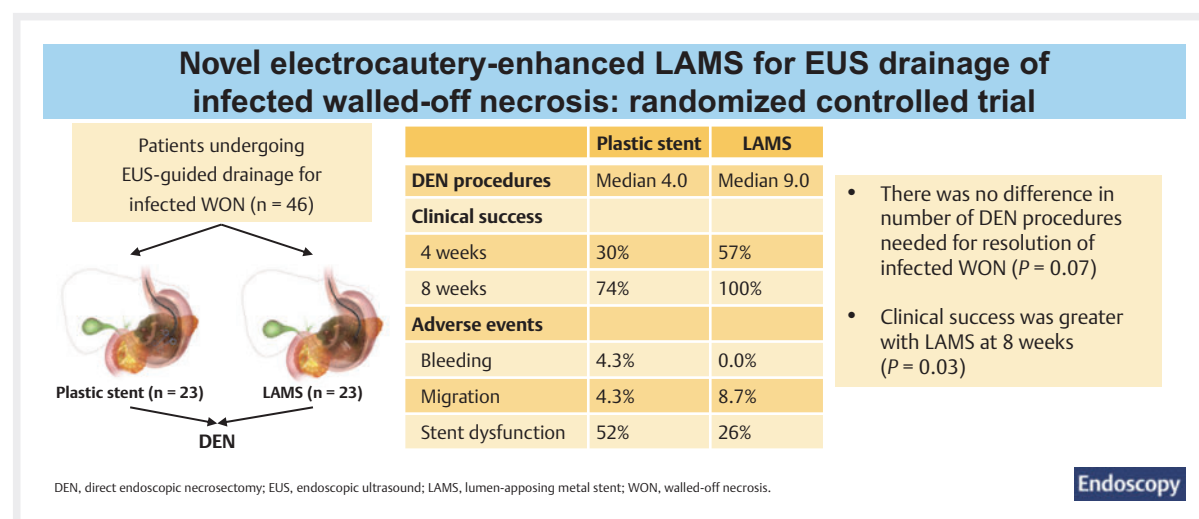 Novel electrocautery-enhanced LAMS for EUS drainage of
infected walled-off necrosis: randomized controlled trial
Patients undergoing
EUS-guided drainage for
infected WON (n = 46)
Plastic stent (n = 23)
LAMS (n = 23)
DEN
Plastic stent LAMS
DEN procedures Median 4.0 Median 9.0
Clinical success
4 weeks 30% 57%
8 weeks 74% 100%
Adverse events
Bleeding 4.3% 0.0%
Migration 4.3% 8.7%
Stent dysfunction 52% 26%
• There was no difference in
number of DEN procedures
needed for resolution of
infected WON (P = 0.07)
• Clinical success was greater
with LAMS at 8 weeks
(P = 0.03)
DEN, direct endoscopic necrosectomy; EUS, endoscopic ultrasound; LAMS, lumen-apposing metal stent; WON, walled-off necrosis.
Endoscopy